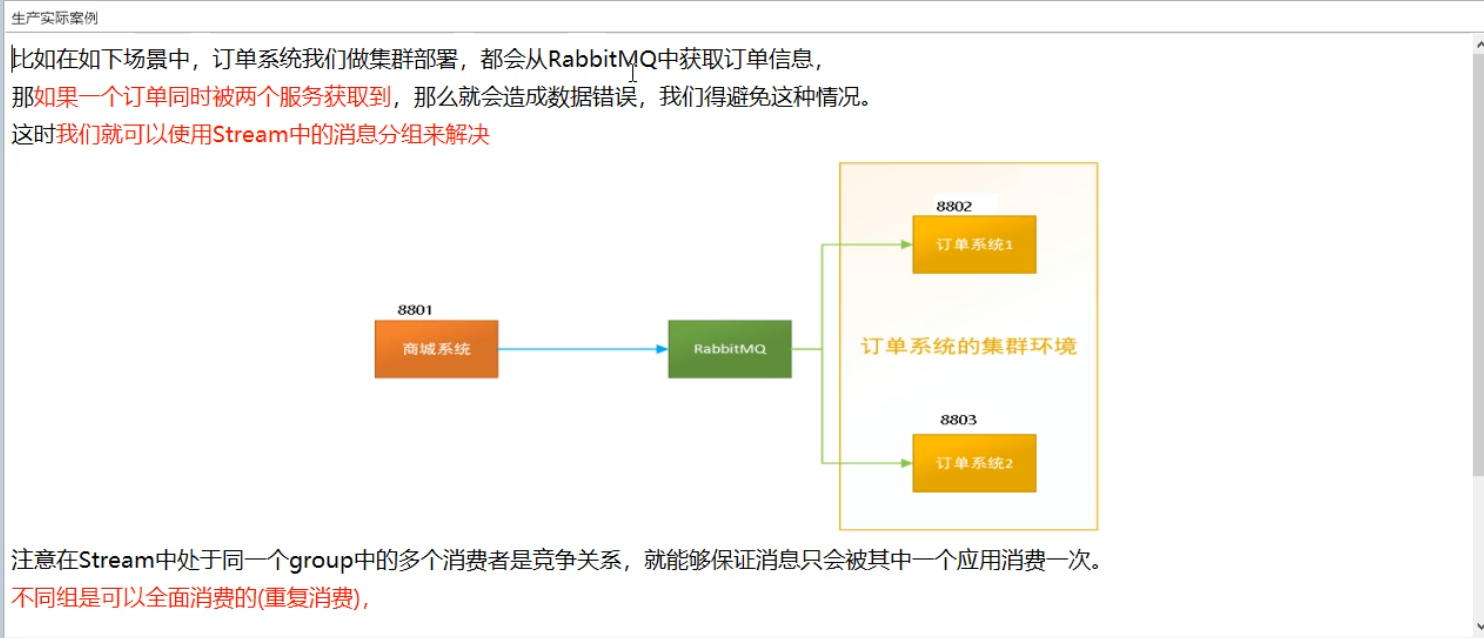 生产实际案例
比如在如下场景中，订单系统我们做集群部署，都会从RabbitMQ中获取订单信息，
那如果一个订单同时被两个服务获取到，那么就会造成数据错误，我们得避免这种情况。
这时我们就可以使用Stream中的消息分组来解决
8802
订单系统1
8801
商城系统
RabbitMQ
订单系统的集群环境
8803
订单系统2
注意在Stream中处于同一个group中的多个消费者是竞争关系，就能够保证消息只会被其中一个应用消费一次。
不同组是可以全面消费的(重复消费)，